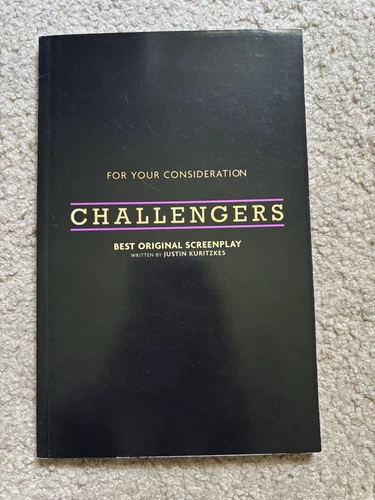 FOR YOUR CONSIDERATION
CHALLENGERS
BEST ORIGINAL SCREENPLAY
WRITTEN BY JUSTIN KURITZKES